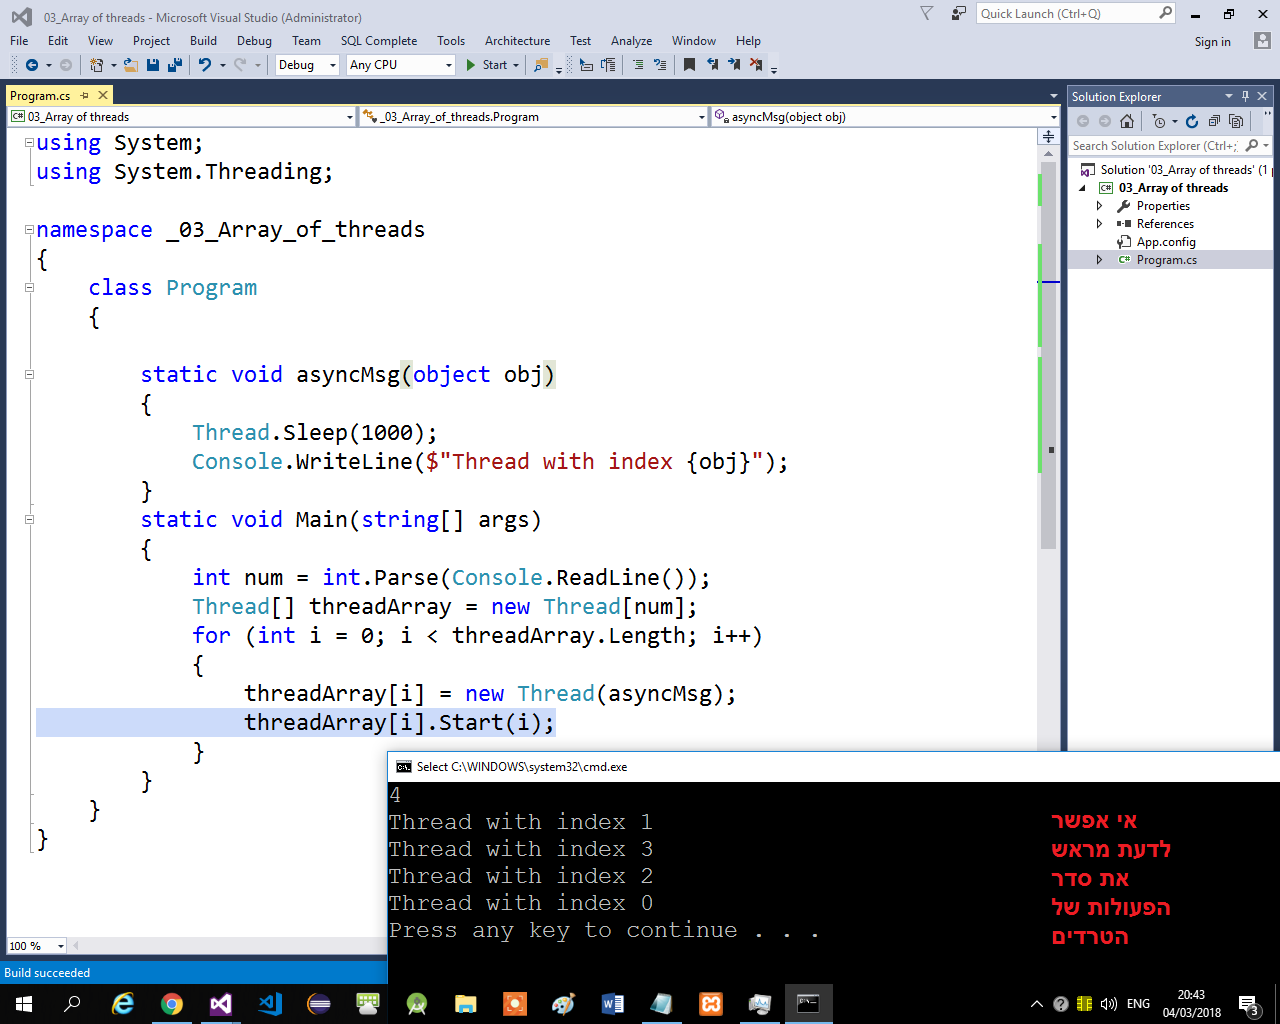 03_Array of threads - Microsoft Visual Studio (Administrator)
Quick Launch (Ctrl+Q)
File Edit View Project Build Debug Team SQL Complete Tools Architecture Test Analyze Window Help
Sign in
Debug Any CPU Start
Program.cs
03_Array of threads _03_Array_of_threads.Program asyncMsg(object obj)
using System;
using System.Threading;
namespace _03_Array_of_threads
{
class Program
{
static void asyncMsg(object obj)
{
Thread.Sleep(1000);
Console.WriteLine($"Thread with index {obj}");
}
static void Main(string[] args)
{
int num = int.Parse(Console.ReadLine());
Thread[] threadArray = new Thread[num];
for (int i = 0; i < threadArray.Length; i++)
{
threadArray[i] = new Thread(asyncMsg);
threadArray[i].Start(i);
}
}
}
}
100 %
Build succeeded
Solution Explorer
Search Solution Explorer (Ctrl+;)
Solution '03_Array of threads' (1
03_Array of threads
Properties
References
App.config
Program.cs
Select C:\WINDOWS\system32\cmd.exe
4
Thread with index 1
Thread with index 3
Thread with index 2
Thread with index 0
Press any key to continue . . .
אי אפשר
לדעת מראש
את סדר
הפעולות של
הטרדים
ENG
20:43
04/03/2018
3